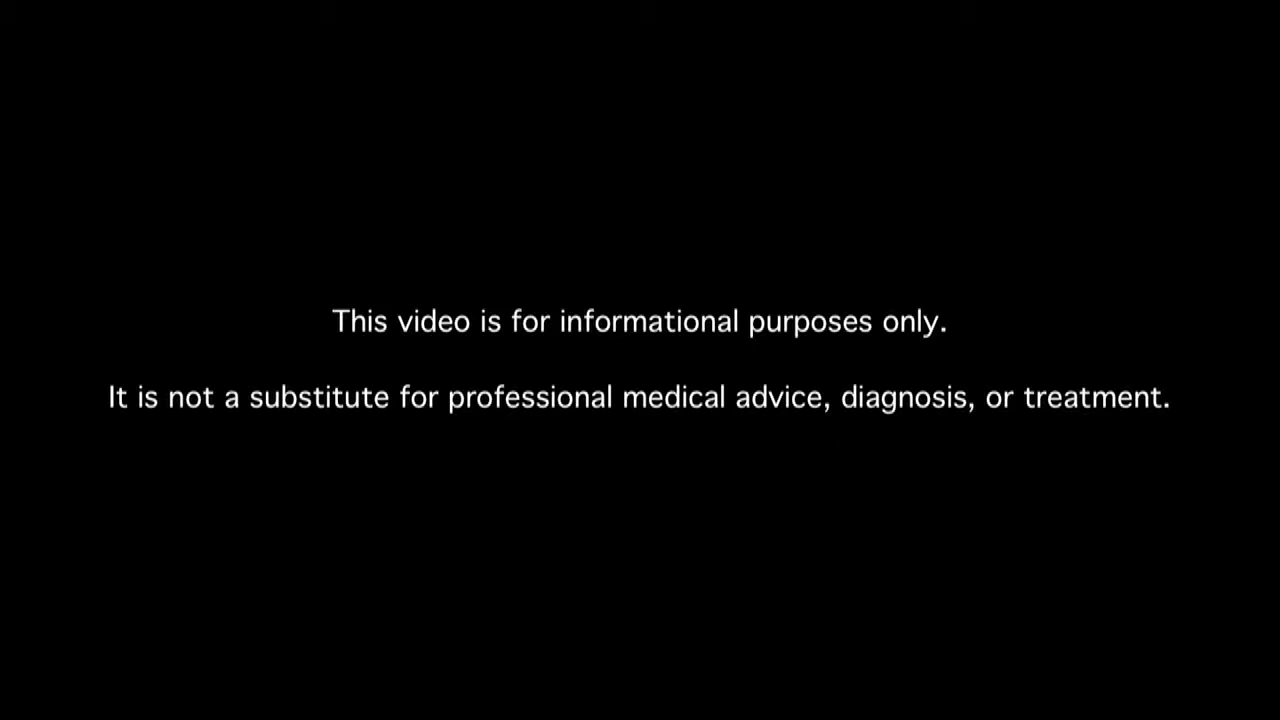 This video is for informational purposes only.
It is not a substitute for professional medical advice, diagnosis, or treatment.